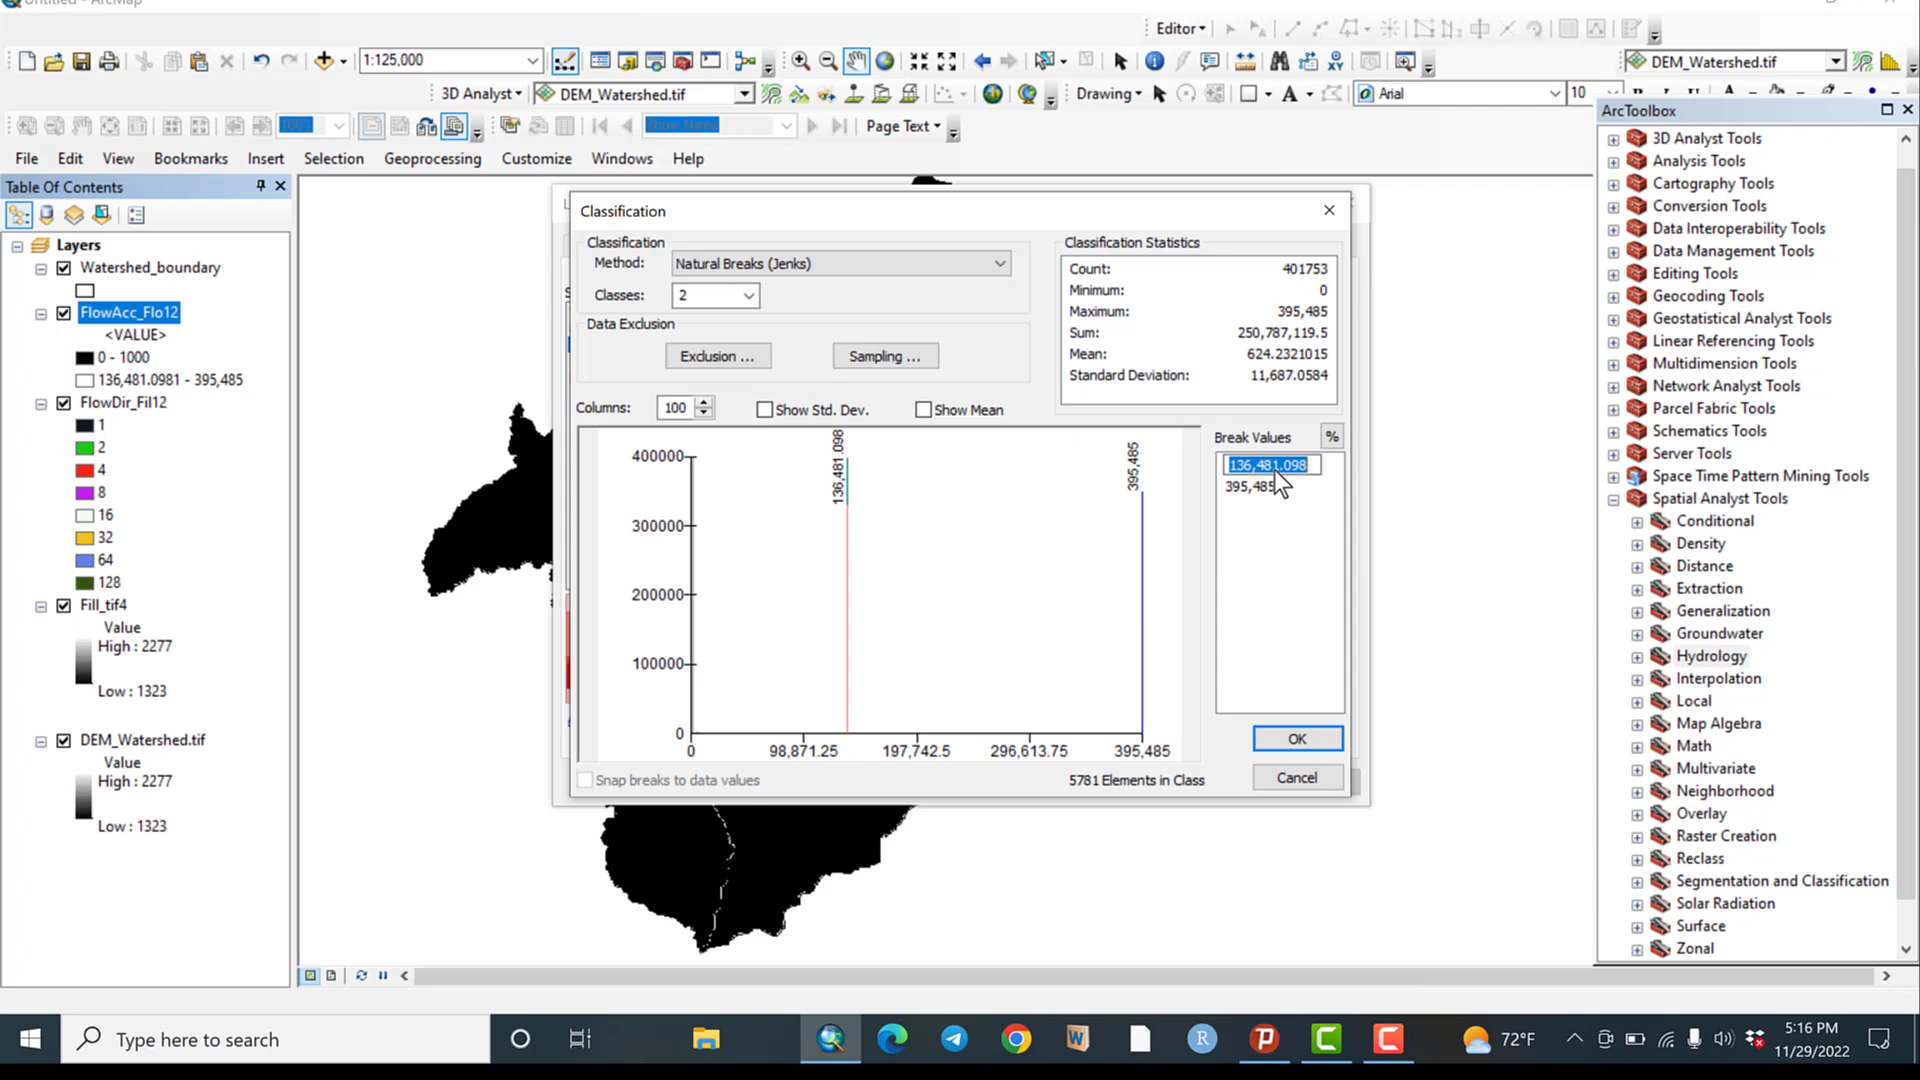 Untitled - ArcMap
Editor
1:125,000
DEM_Watershed.tif
3D Analyst
DEM_Watershed.tif
Drawing
Arial
10
100%
Show Name
Page Text
ArcToolbox
File Edit View Bookmarks Insert Selection Geoprocessing Customize Windows Help
Table Of Contents
Layers
Watershed_boundary
FlowAcc_Flo12
<VALUE>
0 - 1000
136,481.0981 - 395,485
FlowDir_Fil12
1
2
4
8
16
32
64
128
Fill_tif4
Value
High : 2277
Low : 1323
DEM_Watershed.tif
Value
High : 2277
Low : 1323
Classification
Classification
Method: Natural Breaks (Jenks)
Classes: 2
Data Exclusion
Exclusion ... Sampling ...
Columns: 100 Show Std. Dev. Show Mean
Classification Statistics
Count: 401753
Minimum: 0
Maximum: 395,485
Sum: 250,787,119.5
Mean: 624.2321015
Standard Deviation: 11,687.0584
Break Values %
136,481.098
395,485
136,481.098
395,485
400000
300000
200000
100000
0
0 98,871.25 197,742.5 296,613.75 395,485
Snap breaks to data values
5781 Elements in Class
OK
Cancel
3D Analyst Tools
Analysis Tools
Cartography Tools
Conversion Tools
Data Interoperability Tools
Data Management Tools
Editing Tools
Geocoding Tools
Geostatistical Analyst Tools
Linear Referencing Tools
Multidimension Tools
Network Analyst Tools
Parcel Fabric Tools
Schematics Tools
Server Tools
Space Time Pattern Mining Tools
Spatial Analyst Tools
Conditional
Density
Distance
Extraction
Generalization
Groundwater
Hydrology
Interpolation
Local
Map Algebra
Math
Multivariate
Neighborhood
Overlay
Raster Creation
Reclass
Segmentation and Classification
Solar Radiation
Surface
Zonal
Type here to search
72°F
5:16 PM
11/29/2022